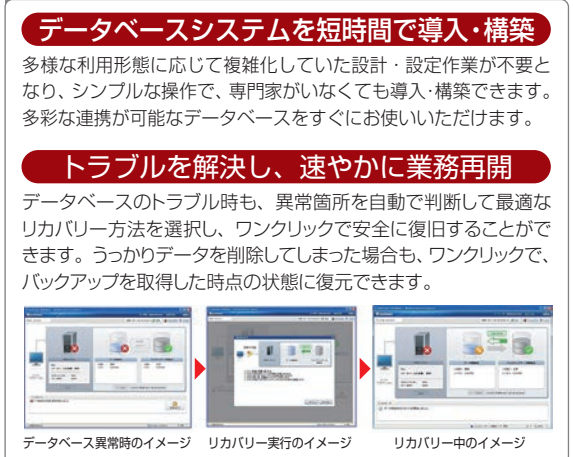 データベースシステムを短時間で導入・構築
多様な利用形態に応じて複雑化していた設計・設定作業が不要と
なり、シンプルな操作で、専門家がいなくても導入・構築できます。
多彩な連携が可能なデータベースをすぐにお使いいただけます。
トラブルを解決し、速やかに業務再開
データベースのトラブル時も、異常箇所を自動で判断して最適な
リカバリー方法を選択し、ワンクリックで安全に復旧することがで
きます。うっかりデータを削除してしまった場合も、ワンクリックで、
バックアップを取得した時点の状態に復元できます。
データベース異常時のイメージ
リカバリー実行のイメージ
リカバリー中のイメージ